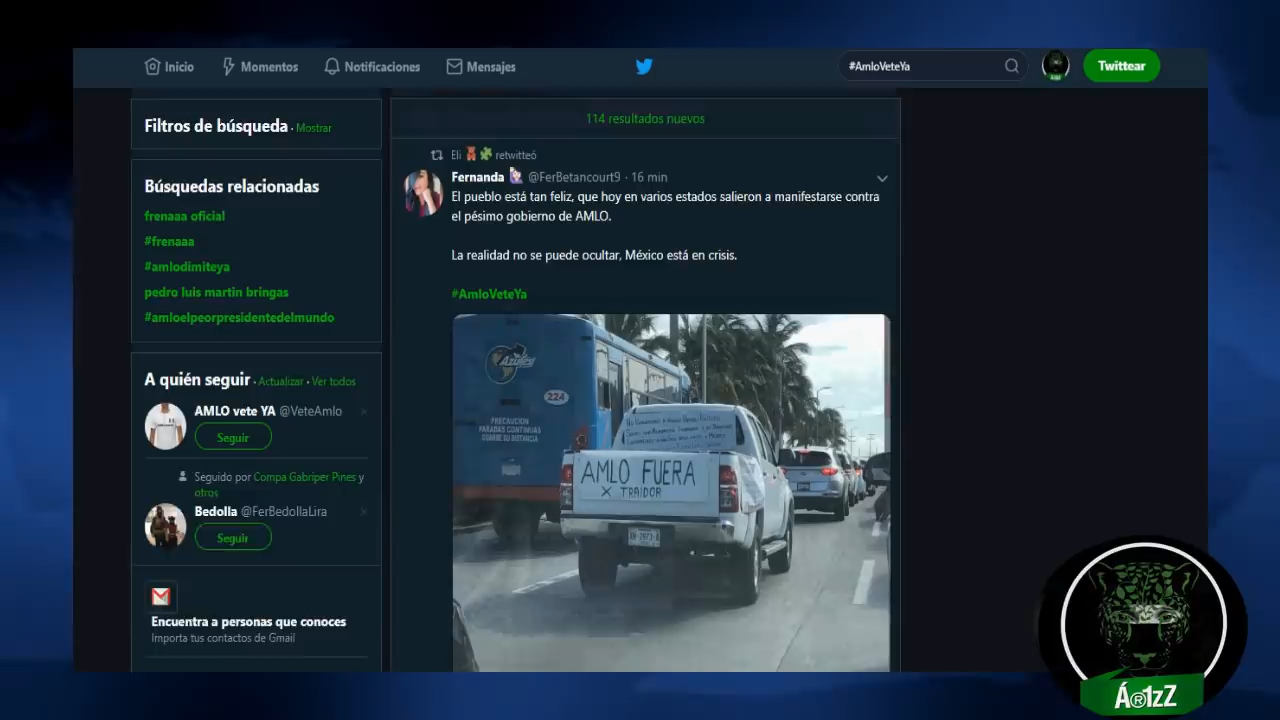 Inicio
Momentos
Notificaciones
Mensajes
#AmloVeteYa
Twittear
Filtros de búsqueda · Mostrar
Búsquedas relacionadas
frenaaa oficial
#frenaaa
#amlodimiteya
pedro luis martin bringas
#amloelpeorpresidentedelmundo
A quién seguir · Actualizar · Ver todos
AMLO vete YA @VeteAmlo
Seguir
Seguido por Compa Gabriper Pines y
otros
Bedolla @FerBedollaLira
Seguir
Encuentra a personas que conoces
Importa tus contactos de Gmail
114 resultados nuevos
Eli retwitteó
Fernanda @FerBetancourt9 · 16 min
El pueblo está tan feliz, que hoy en varios estados salieron a manifestarse contra
el pésimo gobierno de AMLO.
La realidad no se puede ocultar, México está en crisis.
#AmloVeteYa
Azules
224
PRECAUCION
PARADAS CONTINUAS
GUARDE SU DISTANCIA
AMLO FUERA
X TRAIDOR
Á®1zZ